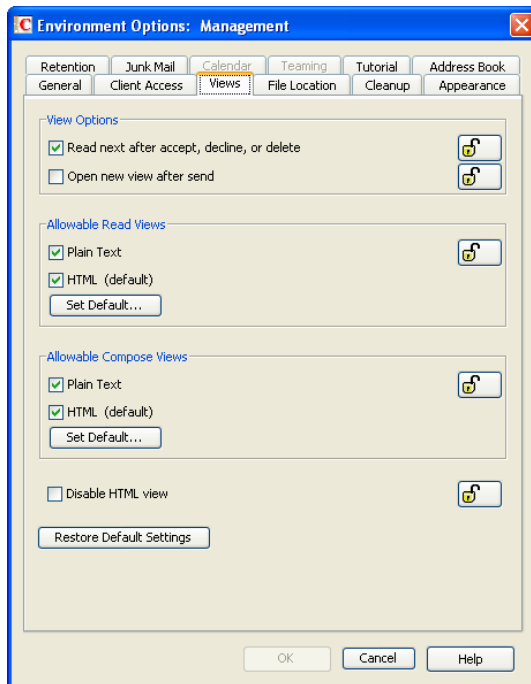 Environment Options: Management
Retention Junk Mail Calendar Teaming Tutorial Address Book
General Client Access Views File Location Cleanup Appearance
View Options
Read next after accept, decline, or delete
Open new view after send
Allowable Read Views
Plain Text
HTML (default)
Set Default...
Allowable Compose Views
Plain Text
HTML (default)
Set Default...
Disable HTML view
Restore Default Settings
OK Cancel Help